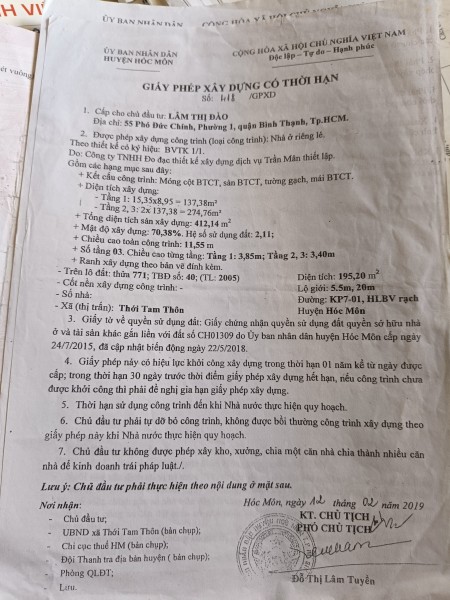 ỦY BAN NHÂN DÂN
CỘNG HÒA XÃ HỘI CHỦ
ỦY BAN NHÂN DÂN
HUYỆN HÓC MÔN
CỘNG HÒA XÃ HỘI CHỦ NGHĨA VIỆT NAM
Độc lập - Tự do - Hạnh phúc
GIẤY PHÉP XÂY DỰNG CÓ THỜI HẠN
Số: /GPXD
1. Cấp cho chủ đầu tư: LÂM THỊ ĐÀO
Địa chỉ: 55 Phó Đức Chính, Phường 1, quận Bình Thạnh, Tp.HCM.
2. Được phép xây dựng công trình (loại công trình): Nhà ở riêng lẻ.
Theo thiết kế có ký hiệu: BVTK 1/1.
Do: Công ty TNHH Đo đạc thiết kế xây dựng dịch vụ Trần Mân thiết lập.
Gồm các hạng mục sau đây:
+ Kết cấu công trình: Móng cột BTCT, sàn BTCT, tường gạch, mái BTCT.
+ Diện tích xây dựng:
- Tầng 1: 15,35x8,95 = 137,38m²
- Tầng 2, 3: 2x 137,38 = 274,76m²
+ Tổng diện tích sàn xây dựng: 412,14 m²
+ Mật độ xây dựng: 70,38%. Hệ số sử dụng đất: 2,11;
+ Chiều cao toàn công trình: 11,55 m
+ Số tầng 03. Chiều cao từng tầng: Tầng 1: 3,85m; Tầng 2, 3: 3,40m
+ Ranh xây dựng theo bản vẽ đính kèm.
- Trên lô đất: thửa 771; TBĐ số: 40; (TL: 2005) Diện tích: 195,20 m²
- Cốt nền xây dựng công trình: - Lộ giới: 5.5m, 20m
- Số nhà: Đường: KP7-01, HLBV rạch
- Xã (thị trấn): Thới Tam Thôn Huyện Hóc Môn
3. Giấy tờ về quyền sử dụng đất: Giấy chứng nhận quyền sử dụng đất quyền sở hữu nhà
ở và tài sản khác gắn liền với đất số CH01309 do Ủy ban nhân dân huyện Hóc Môn cấp ngày
24/7/2015, đã cập nhật biến động ngày 22/5/2018.
4. Giấy phép này có hiệu lực khởi công xây dựng trong thời hạn 01 năm kể từ ngày được
cấp; trong thời hạn 30 ngày trước thời điểm giấy phép xây dựng hết hạn, nếu công trình chưa
được khởi công thì phải đề nghị gia hạn giấy phép xây dựng.
5. Thời hạn sử dụng công trình đến khi Nhà nước thực hiện quy hoạch.
6. Chủ đầu tư phải tự dỡ bỏ công trình, không được bồi thường công trình xây dựng theo
giấy phép này khi Nhà nước thực hiện quy hoạch.
7. Chủ đầu tư không được phép xây kho, xưởng, chia một căn nhà chia thành nhiều căn
nhà để kinh doanh trái pháp luật./.
Lưu ý: Chủ đầu tư phải thực hiện theo nội dung ở mặt sau.
Nơi nhận:
- Chủ đầu tư;
- UBND xã Thới Tam Thôn (bản chụp);
- Chi cục thuế HM (bản chụp);
- Đội Thanh tra địa bàn huyện ( bản chụp);
- Phòng QLĐT;
- Lưu.
Hóc Môn, ngày 12 tháng 02 năm 2019
KT. CHỦ TỊCH
PHÓ CHỦ TỊCH
Đỗ Thị Lâm Tuyền